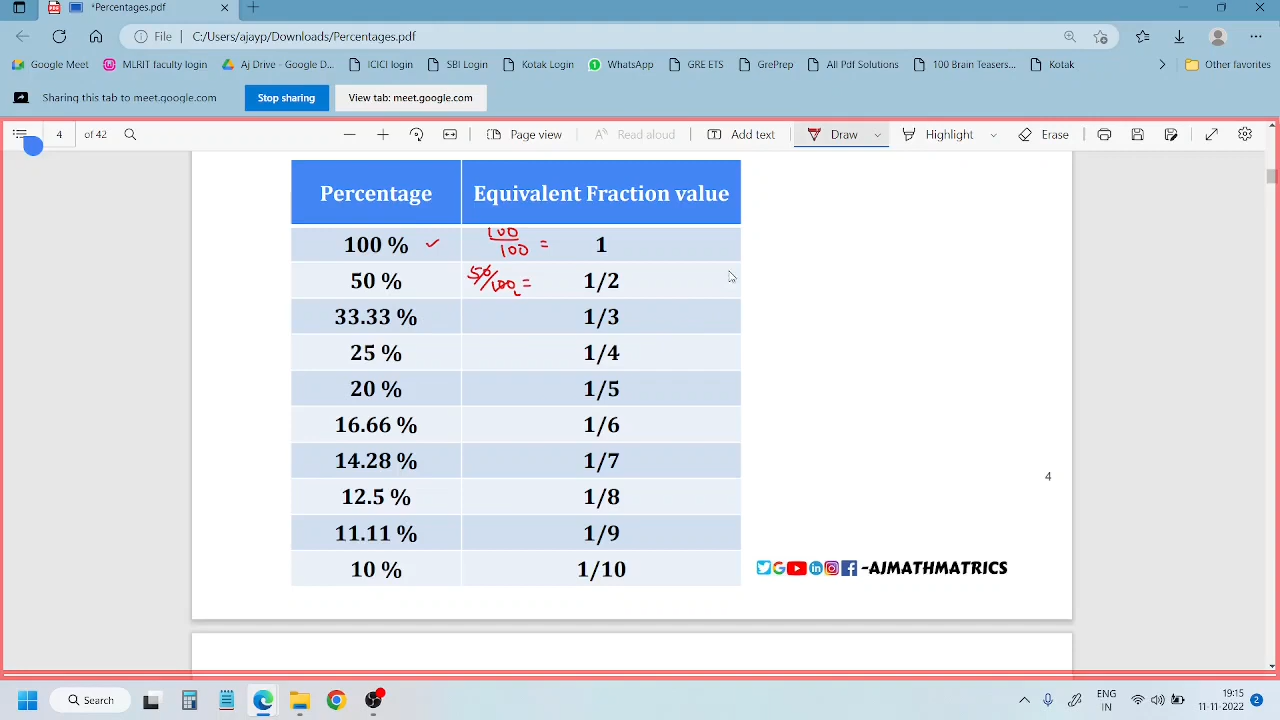 *Percentages.pdf
File C:/Users/ajayp/Downloads/Percentages.pdf
Google Meet MLRIT faculty login Aj Drive - Google D... ICICI login SBI Login Kotak Login WhatsApp GRE ETS GrePrep All Pdf Solutions 100 Brain Teasers... Kotak Other favorites
Sharing this tab to meet.google.com Stop sharing View tab: meet.google.com
4 of 42 Page view Read aloud Add text Draw Highlight Erase
Percentage Equivalent Fraction value
100 % 100/100 = 1
50 % 50/100 = 1/2
33.33 % 1/3
25 % 1/4
20 % 1/5
16.66 % 1/6
14.28 % 1/7
12.5 % 1/8
11.11 % 1/9
10 % 1/10
4
-AJMATHMATRICS
Search ENG IN 19:15 11-11-2022 2